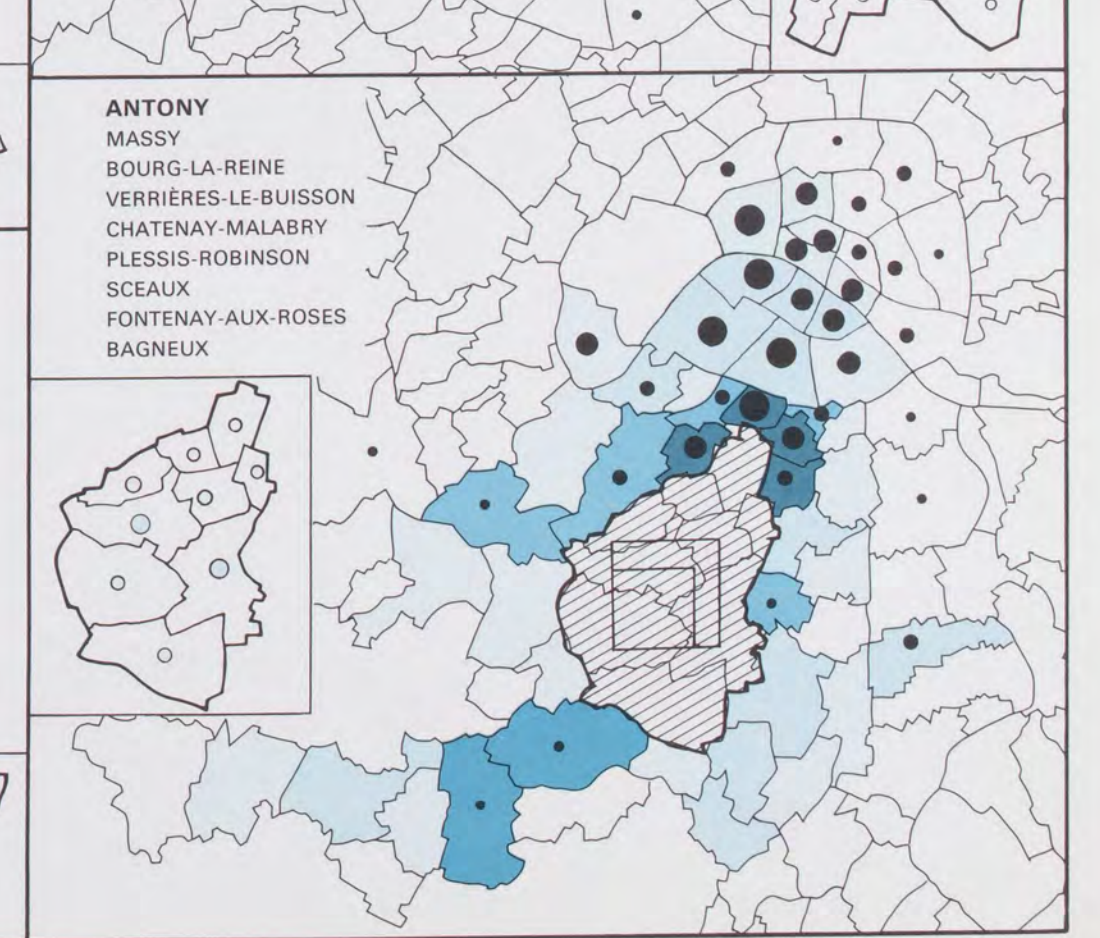 ANTONY
MASSY
BOURG-LA-REINE
VERRIÈRES-LE-BUISSON
CHATENAY-MALABRY
PLESSIS-ROBINSON
SCEAUX
FONTENAY-AUX-ROSES
BAGNEUX